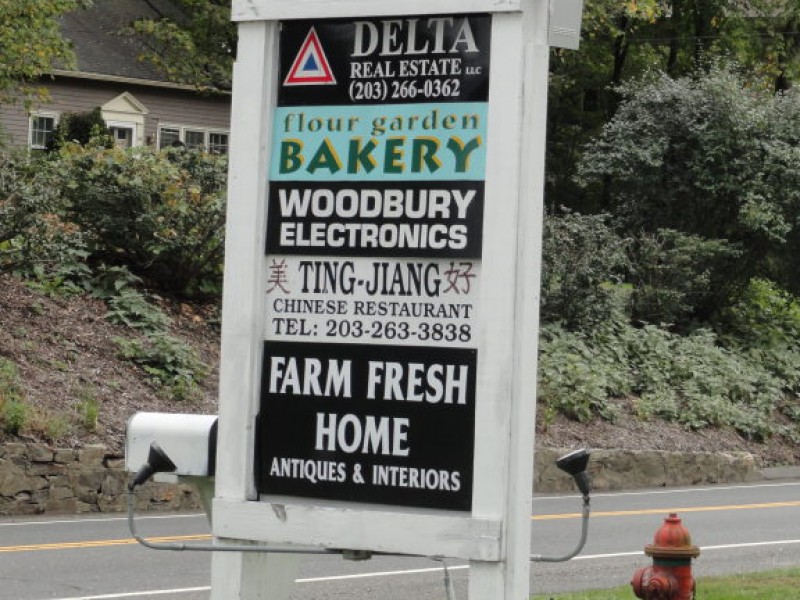 DELTA
REAL ESTATE LLC
(203) 266-0362
flour garden
BAKERY
WOODBURY
ELECTRONICS
美 TING-JIANG 好
CHINESE RESTAURANT
TEL: 203-263-3838
FARM FRESH
HOME
ANTIQUES & INTERIORS